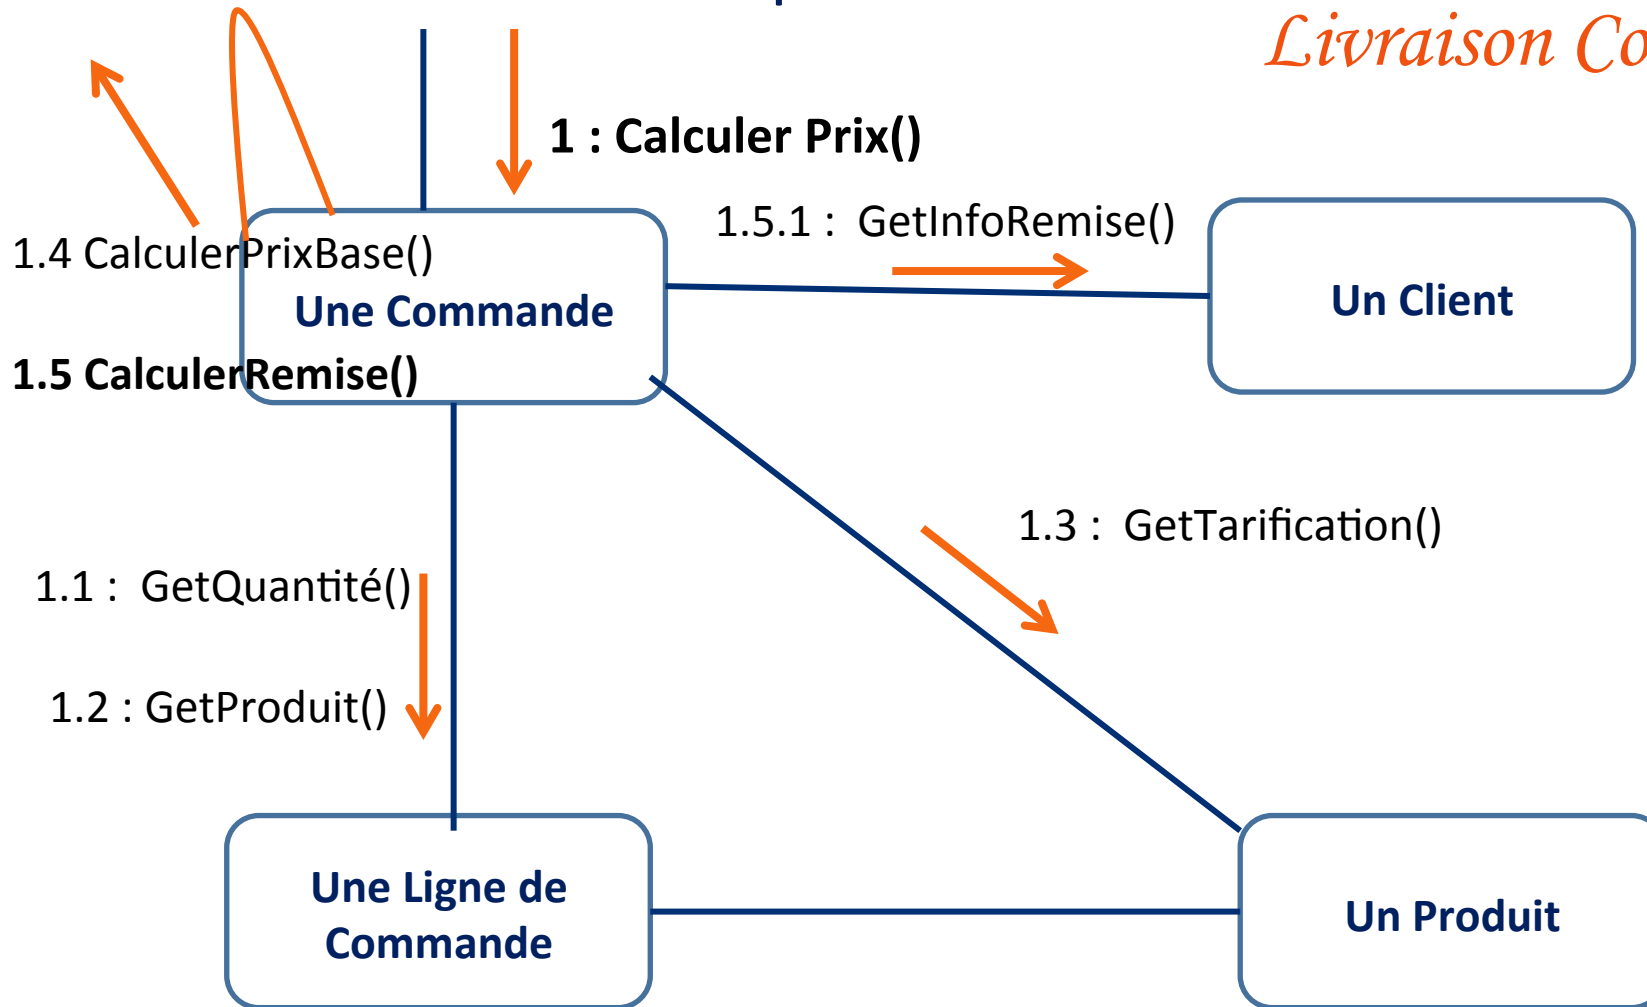 Livraison Co
1 : Calculer Prix()
1.5.1 : GetInfoRemise()
1.4 CalculerPrixBase()
Une Commande
Un Client
1.5 CalculerRemise()
1.3 : GetTarification()
1.1 : GetQuantité()
1.2 : GetProduit()
Une Ligne de
Commande
Un Produit